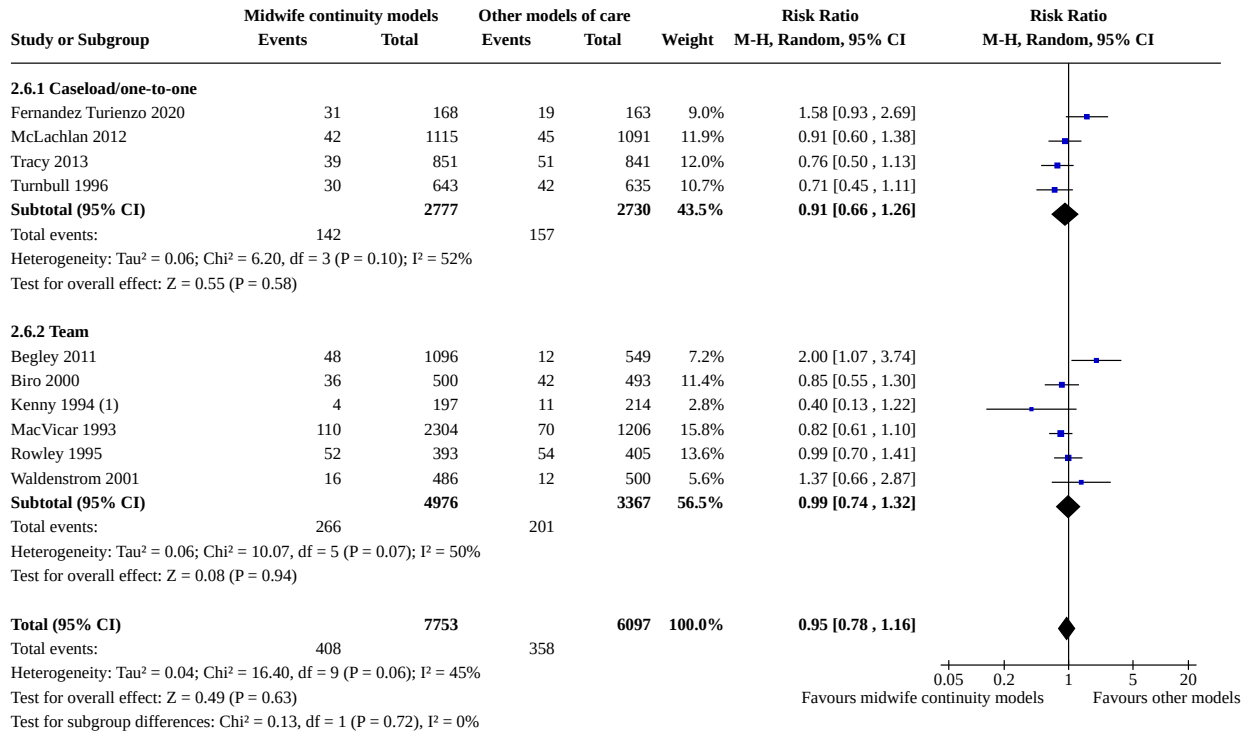 Midwife continuity models Other models of care Risk Ratio Risk Ratio
Study or Subgroup Events Total Events Total Weight M-H, Random, 95% CI M-H, Random, 95% CI
2.6.1 Caseload/one-to-one
Fernandez Turienzo 2020 31 168 19 163 9.0% 1.58 [0.93 , 2.69]
McLachlan 2012 42 1115 45 1091 11.9% 0.91 [0.60 , 1.38]
Tracy 2013 39 851 51 841 12.0% 0.76 [0.50 , 1.13]
Turnbull 1996 30 643 42 635 10.7% 0.71 [0.45 , 1.11]
Subtotal (95% CI) 2777 2730 43.5% 0.91 [0.66 , 1.26]
Total events: 142 157
Heterogeneity: Tau² = 0.06; Chi² = 6.20, df = 3 (P = 0.10); I² = 52%
Test for overall effect: Z = 0.55 (P = 0.58)
2.6.2 Team
Begley 2011 48 1096 12 549 7.2% 2.00 [1.07 , 3.74]
Biro 2000 36 500 42 493 11.4% 0.85 [0.55 , 1.30]
Kenny 1994 (1) 4 197 11 214 2.8% 0.40 [0.13 , 1.22]
MacVicar 1993 110 2304 70 1206 15.8% 0.82 [0.61 , 1.10]
Rowley 1995 52 393 54 405 13.6% 0.99 [0.70 , 1.41]
Waldenstrom 2001 16 486 12 500 5.6% 1.37 [0.66 , 2.87]
Subtotal (95% CI) 4976 3367 56.5% 0.99 [0.74 , 1.32]
Total events: 266 201
Heterogeneity: Tau² = 0.06; Chi² = 10.07, df = 5 (P = 0.07); I² = 50%
Test for overall effect: Z = 0.08 (P = 0.94)
Total (95% CI) 7753 6097 100.0% 0.95 [0.78 , 1.16]
Total events: 408 358
Heterogeneity: Tau² = 0.04; Chi² = 16.40, df = 9 (P = 0.06); I² = 45%
0.05 0.2 1 5 20
Test for overall effect: Z = 0.49 (P = 0.63) Favours midwife continuity models Favours other models
Test for subgroup differences: Chi² = 0.13, df = 1 (P = 0.72), I² = 0%